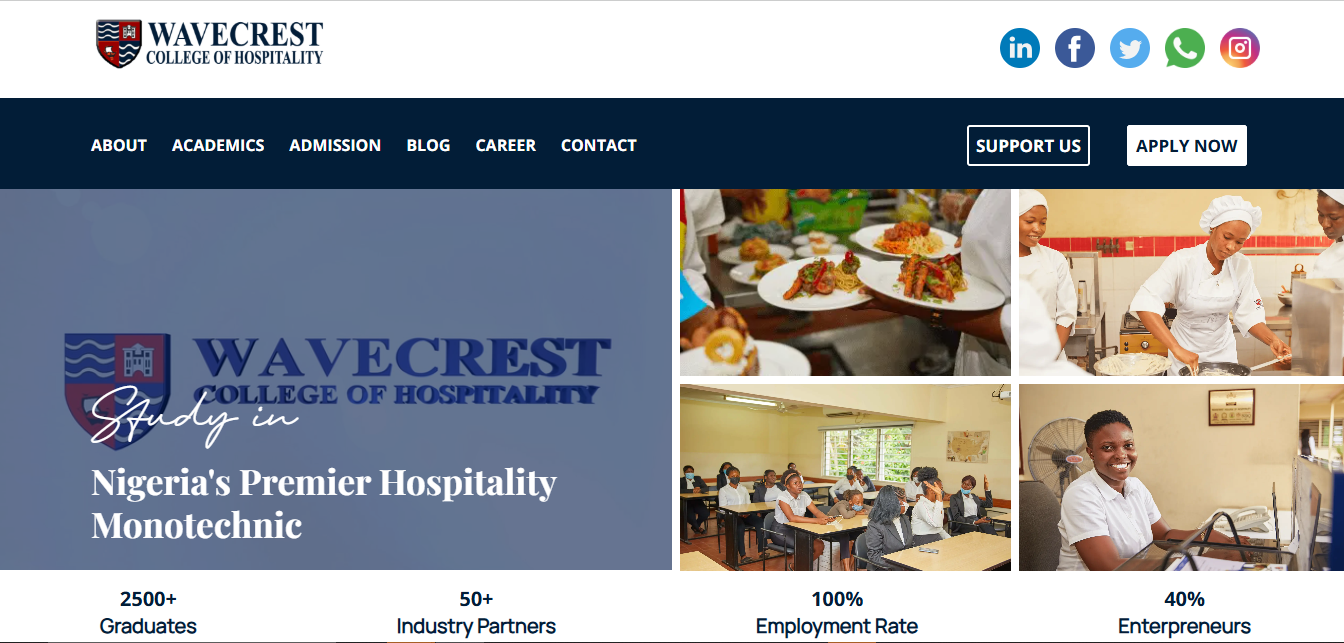 WAVECREST
COLLEGE OF HOSPITALITY
ABOUT ACADEMICS ADMISSION BLOG CAREER CONTACT SUPPORT US APPLY NOW
WAVECREST
COLLEGE OF HOSPITALITY
Study in
Nigeria's Premier Hospitality
Monotechnic
2500+ 50+ 100% 40%
Graduates Industry Partners Employment Rate Enterpreneurs